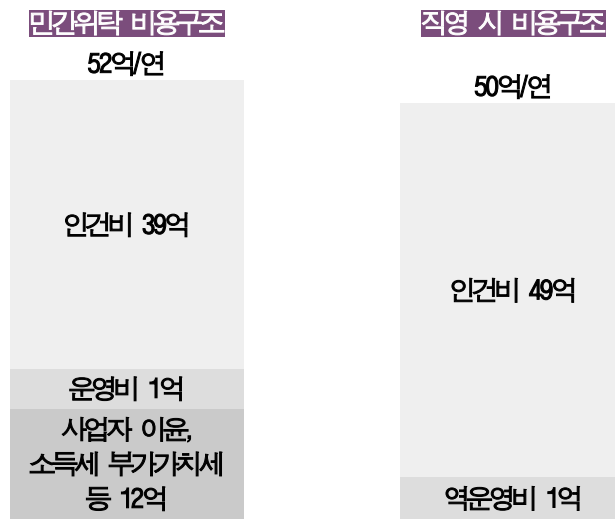 민간위탁 비용구조
52억/연
인건비 39억
운영비 1억
사업자 이윤,
소득세 부가가치세
등 12억
직영 시 비용구조
50억/연
인건비 49억
역운영비 1억